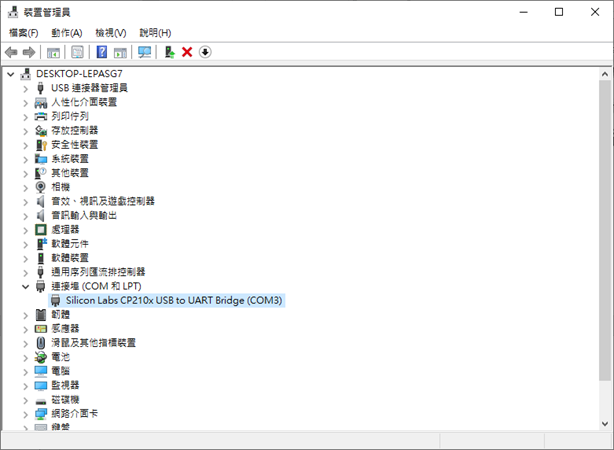 裝置管理員
檔案(F) 動作(A) 檢視(V) 說明(H)
DESKTOP-LEPASG7
USB 連接器管理員
人性化介面裝置
列印佇列
存放控制器
安全性裝置
系統裝置
其他裝置
相機
音效、視訊及遊戲控制器
音訊輸入與輸出
處理器
軟體元件
軟體裝置
通用序列匯流排控制器
連接埠 (COM 和 LPT)
Silicon Labs CP210x USB to UART Bridge (COM3)
韌體
感應器
滑鼠及其他指標裝置
電池
電腦
監視器
磁碟機
網路介面卡
鍵盤